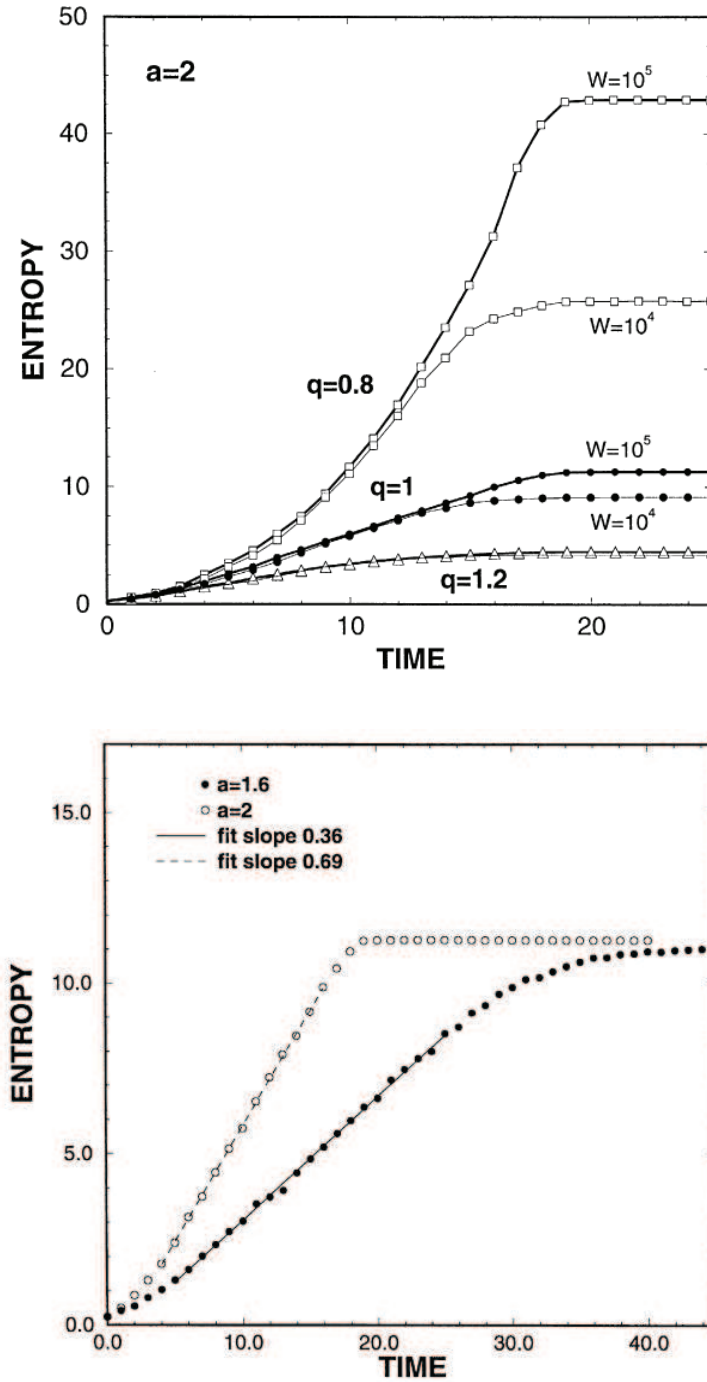 50
a=2
W=10^5
40
30
W=10^4
20
q=0.8
W=10^5
q=1
10
W=10^4
q=1.2
0
0 10 20
TIME
ENTROPY
a=1.6
15.0
a=2
fit slope 0.36
fit slope 0.69
10.0
5.0
0.0
0.0 10.0 20.0 30.0 40.0
TIME
ENTROPY